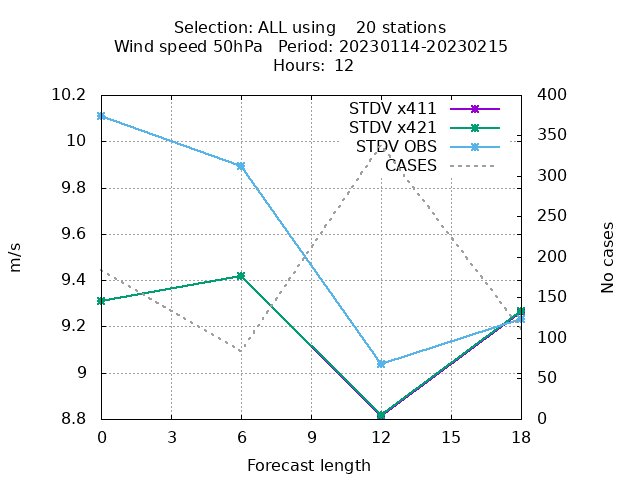 Selection: ALL using    20 stations
Wind speed 50hPa   Period: 20230114-20230215
Hours: 12
10.2
10
9.8
9.6
9.4
9.2
9
8.8
400
350
300
250
200
150
100
50
0
STDV x411
STDV x421
STDV OBS
CASES
m/s
No cases
0 3 6 9 12 15 18
Forecast length